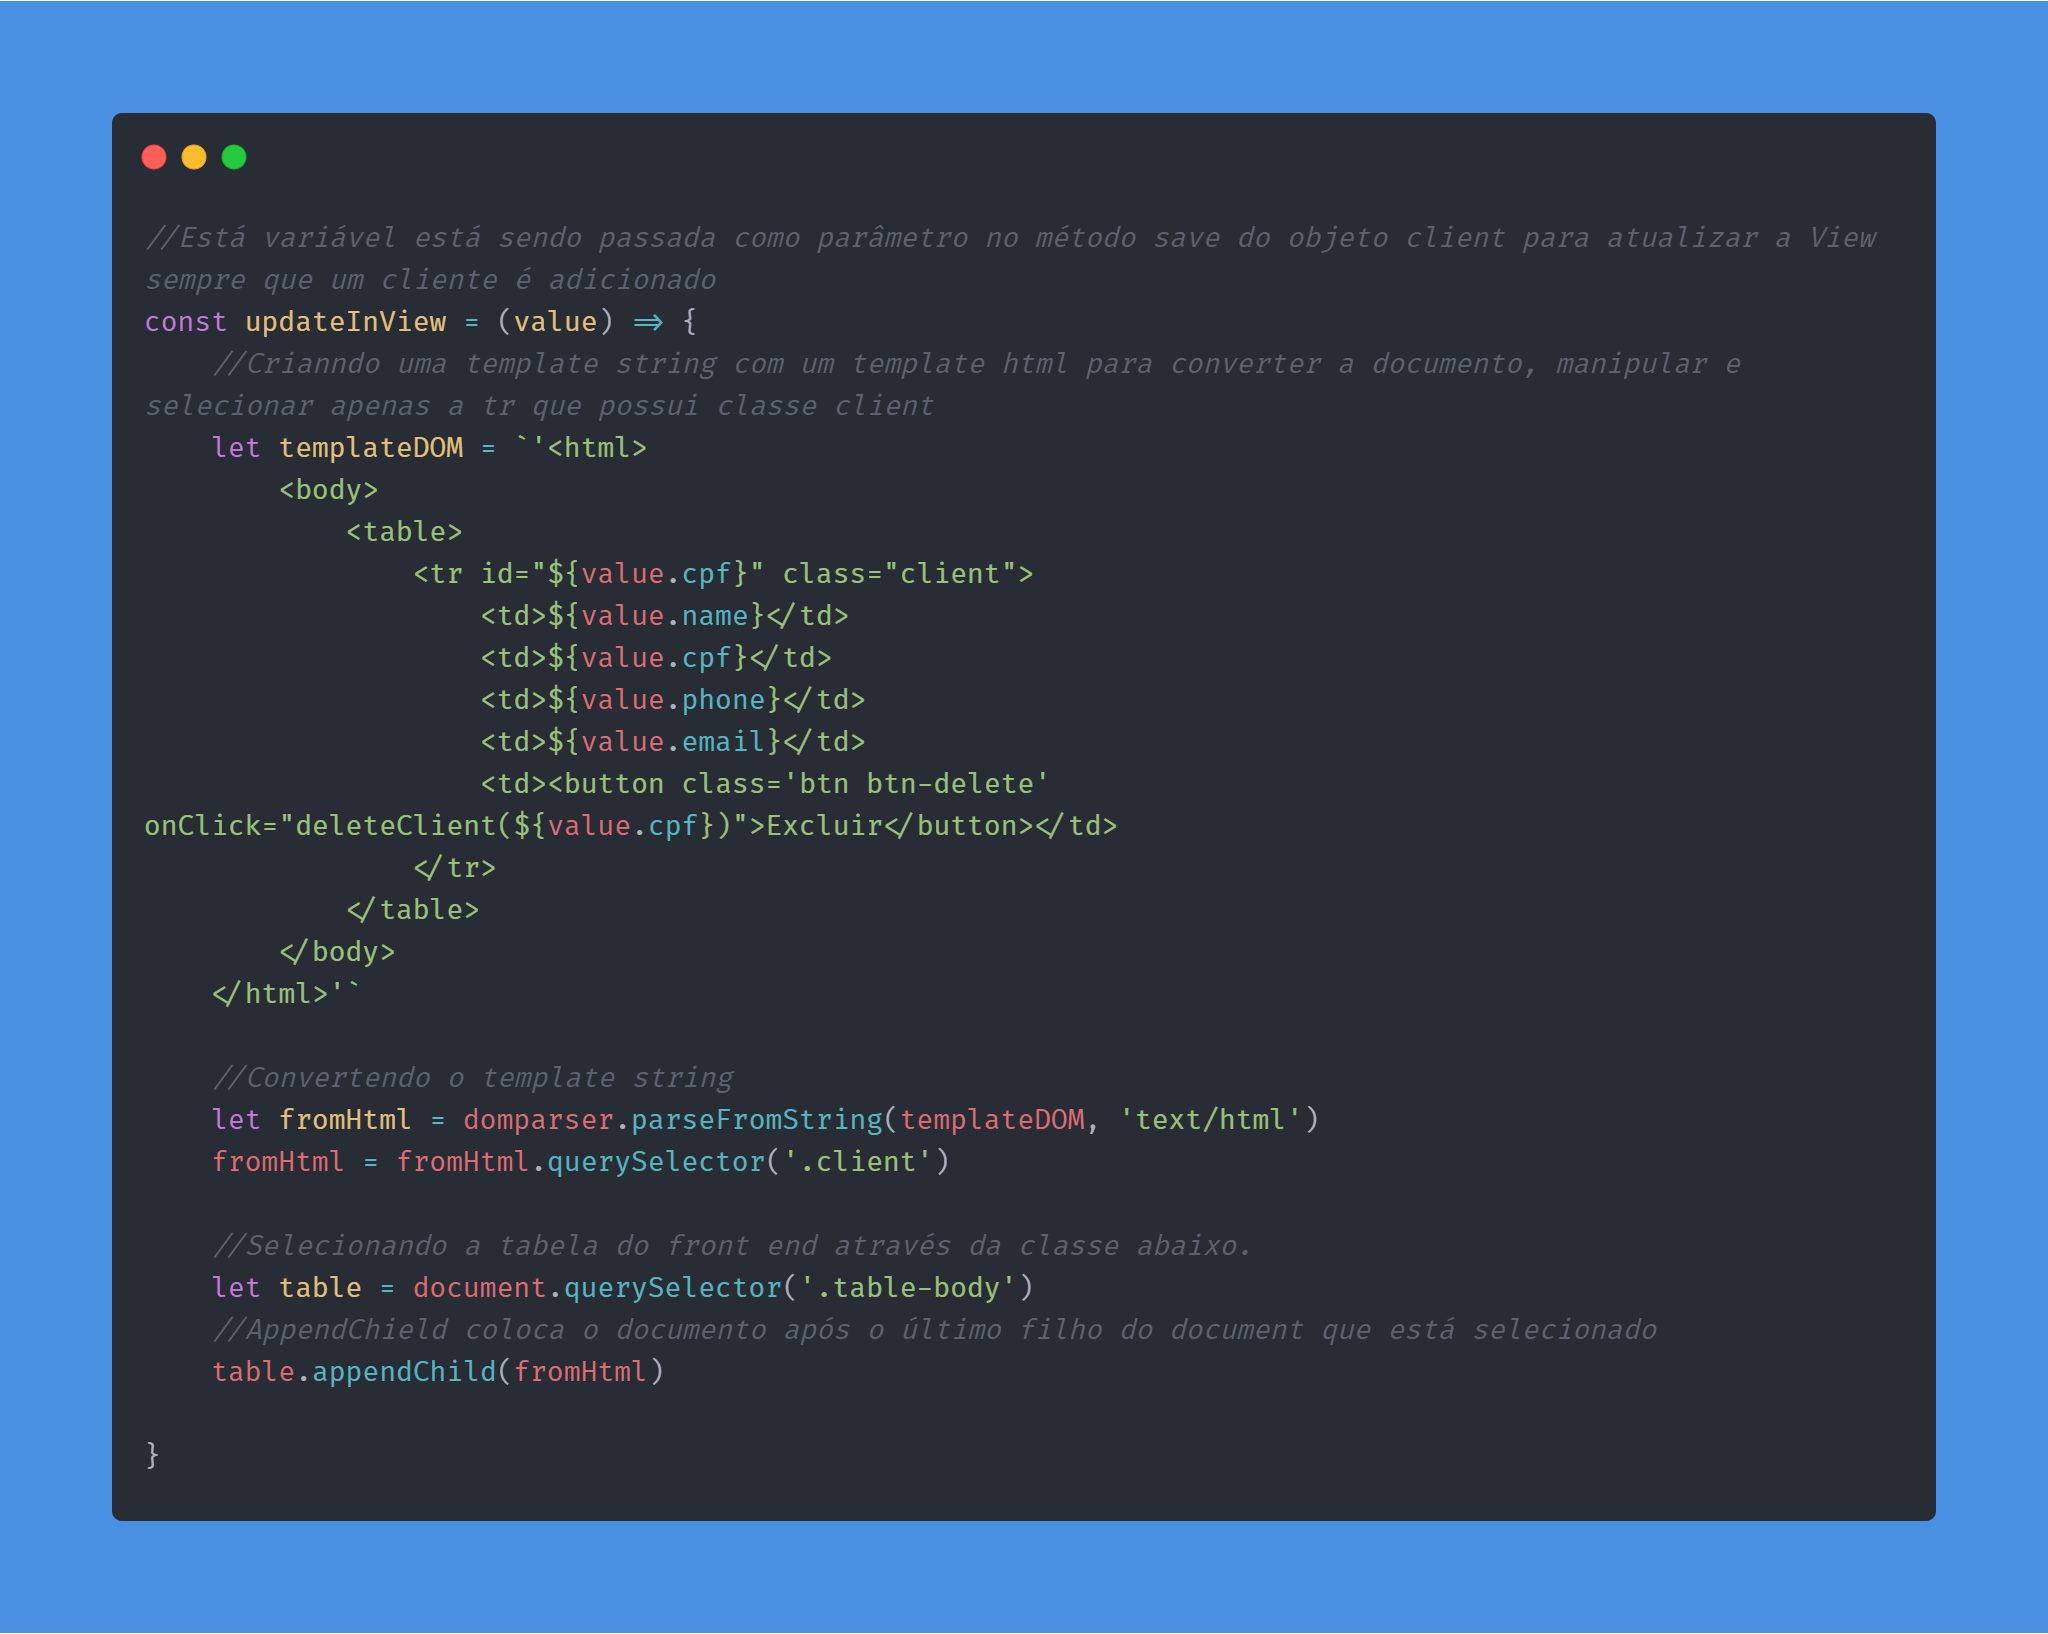 //Está variável está sendo passada como parâmetro no método save do objeto client para atualizar a View
sempre que um cliente é adicionado
const updateInView = (value) => {
    //Crianndo uma template string com um template html para converter a documento, manipular e
selecionar apenas a tr que possui classe client
    let templateDOM = `'<html>
        <body>
            <table>
                <tr id="${value.cpf}" class="client">
                    <td>${value.name}</td>
                    <td>${value.cpf}</td>
                    <td>${value.phone}</td>
                    <td>${value.email}</td>
                    <td><button class='btn btn-delete'
onClick="deleteClient(${value.cpf})">Excluir</button></td>
                </tr>
            </table>
        </body>
    </html>'`
    //Convertendo o template string
    let fromHtml = domparser.parseFromString(templateDOM, 'text/html')
    fromHtml = fromHtml.querySelector('.client')
    //Selecionando a tabela do front end através da classe abaixo.
    let table = document.querySelector('.table-body')
    //AppendChield coloca o documento após o último filho do document que está selecionado
    table.appendChild(fromHtml)
}